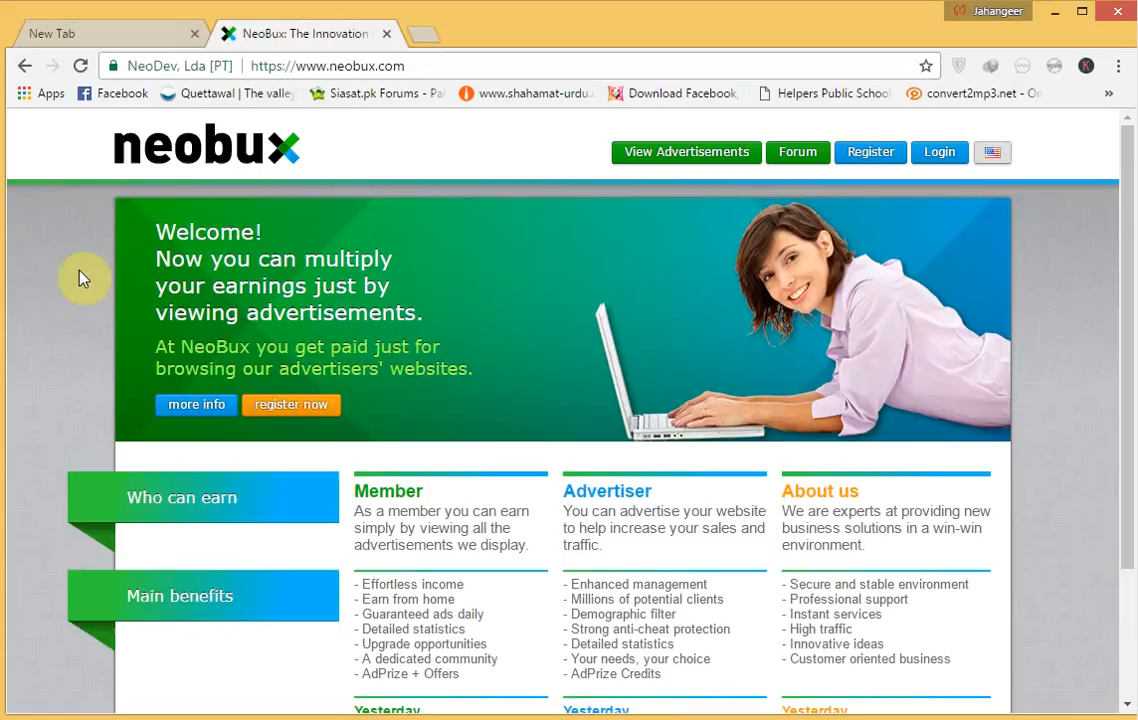 Jahangeer
New Tab
NeoBux: The Innovation
NeoDev, Lda [PT] | https://www.neobux.com
Apps
Facebook
Quettawal | The valley
Siasat.pk Forums - Pa
www.shahamat-urdu.
Download Facebook,
Helpers Public School
convert2mp3.net - On
»
neobux
View Advertisements
Forum
Register
Login
Welcome!
Now you can multiply
your earnings just by
viewing advertisements.
At NeoBux you get paid just for
browsing our advertisers' websites.
more info
register now
Who can earn
Member
As a member you can earn
simply by viewing all the
advertisements we display.
Advertiser
You can advertise your website
to help increase your sales and
traffic.
About us
We are experts at providing new
business solutions in a win-win
environment.
Main benefits
- Effortless income
- Earn from home
- Guaranteed ads daily
- Detailed statistics
- Upgrade opportunities
- A dedicated community
- AdPrize + Offers
- Enhanced management
- Millions of potential clients
- Demographic filter
- Strong anti-cheat protection
- Detailed statistics
- Your needs, your choice
- AdPrize Credits
- Secure and stable environment
- Professional support
- Instant services
- High traffic
- Innovative ideas
- Customer oriented business
Yesterday
Yesterday
Yesterday